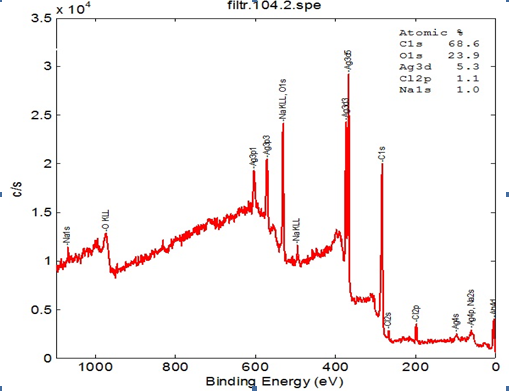 filtr.104.2.spe
x 10⁴
Atomic %
C1s 68.6
O1s 23.9
Ag3d 5.3
Cl2p 1.1
Na1s 1.0
3.5
3
2.5
2
1.5
1
0.5
0
c/s
-Na1s
-O KLL
-Ag3p1
-Ag3p3
-Na KLL, O1s
-Na KLL
-Ag3d3
-Ag3d5
-C1s
-Cl2s
-Cl2p
-Ag4s
-Ag4p, Na2s
1000 800 600 400 200 0
Binding Energy (eV)